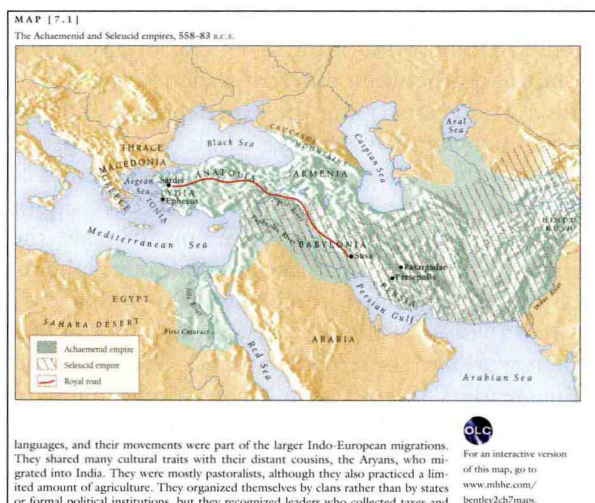 MAP [7.1]
The Achaemenid and Seleucid empires, 558–83 B.C.E.
Aral
Sea
Black Sea
CAUCASUS
MOUNTAINS
Caspian Sea
THRACE
MACEDONIA
GREECE
Aegean
Sea
Sardis
LYDIA
Ephesus
IONIA
ANATOLIA
ARMENIA
HINDU
KUSH
Tigris River
Euphrates River
BABYLONIA
Susa
Pasargadae
Persepolis
PERSIA
Mediterranean Sea
Persian Gulf
Indus River
EGYPT
Nile River
SAHARA DESERT
First Cataract
ARABIA
Red Sea
Arabian Sea
Achaemenid empire
Seleucid empire
Royal road
OLC
For an interactive version
of this map, go to
www.mhhe.com/
bentley2ch7maps.
languages, and their movements were part of the larger Indo-European migrations.
They shared many cultural traits with their distant cousins, the Aryans, who mi-
grated into India. They were mostly pastoralists, although they also practiced a lim-
ited amount of agriculture. They organized themselves by clans rather than by states
or formal political institutions, but they recognized leaders who collected taxes and